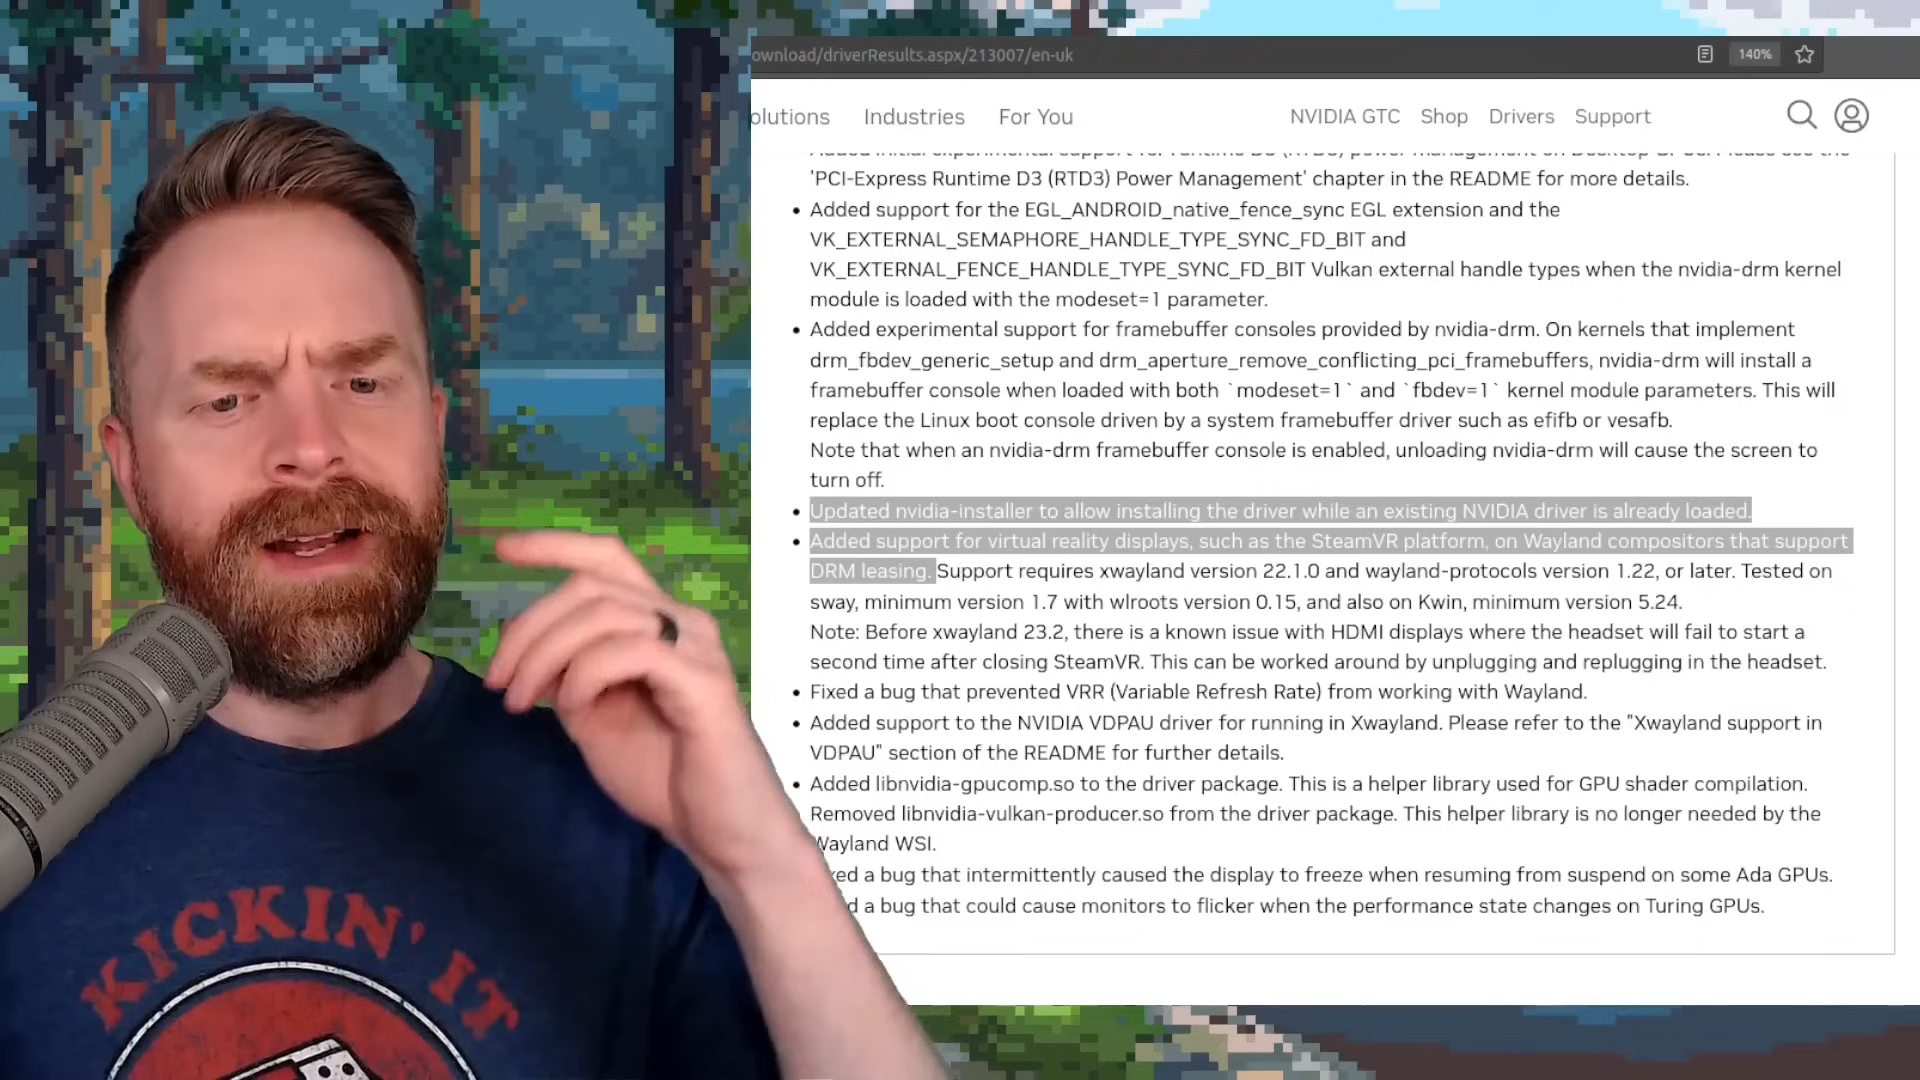 ownload/driverResults.aspx/213007/en-uk
140%
olutions Industries For You NVIDIA GTC Shop Drivers Support
'PCI-Express Runtime D3 (RTD3) Power Management' chapter in the README for more details.
• Added support for the EGL_ANDROID_native_fence_sync EGL extension and the
VK_EXTERNAL_SEMAPHORE_HANDLE_TYPE_SYNC_FD_BIT and
VK_EXTERNAL_FENCE_HANDLE_TYPE_SYNC_FD_BIT Vulkan external handle types when the nvidia-drm kernel
module is loaded with the modeset=1 parameter.
• Added experimental support for framebuffer consoles provided by nvidia-drm. On kernels that implement
drm_fbdev_generic_setup and drm_aperture_remove_conflicting_pci_framebuffers, nvidia-drm will install a
framebuffer console when loaded with both `modeset=1` and `fbdev=1` kernel module parameters. This will
replace the Linux boot console driven by a system framebuffer driver such as efifb or vesafb.
Note that when an nvidia-drm framebuffer console is enabled, unloading nvidia-drm will cause the screen to
turn off.
• Updated nvidia-installer to allow installing the driver while an existing NVIDIA driver is already loaded.
• Added support for virtual reality displays, such as the SteamVR platform, on Wayland compositors that support
DRM leasing. Support requires xwayland version 22.1.0 and wayland-protocols version 1.22, or later. Tested on
sway, minimum version 1.7 with wlroots version 0.15, and also on Kwin, minimum version 5.24.
Note: Before xwayland 23.2, there is a known issue with HDMI displays where the headset will fail to start a
second time after closing SteamVR. This can be worked around by unplugging and replugging in the headset.
• Fixed a bug that prevented VRR (Variable Refresh Rate) from working with Wayland.
• Added support to the NVIDIA VDPAU driver for running in Xwayland. Please refer to the "Xwayland support in
VDPAU" section of the README for further details.
• Added libnvidia-gpucomp.so to the driver package. This is a helper library used for GPU shader compilation.
Removed libnvidia-vulkan-producer.so from the driver package. This helper library is no longer needed by the
Wayland WSI.
xed a bug that intermittently caused the display to freeze when resuming from suspend on some Ada GPUs.
d a bug that could cause monitors to flicker when the performance state changes on Turing GPUs.
KICKIN' IT